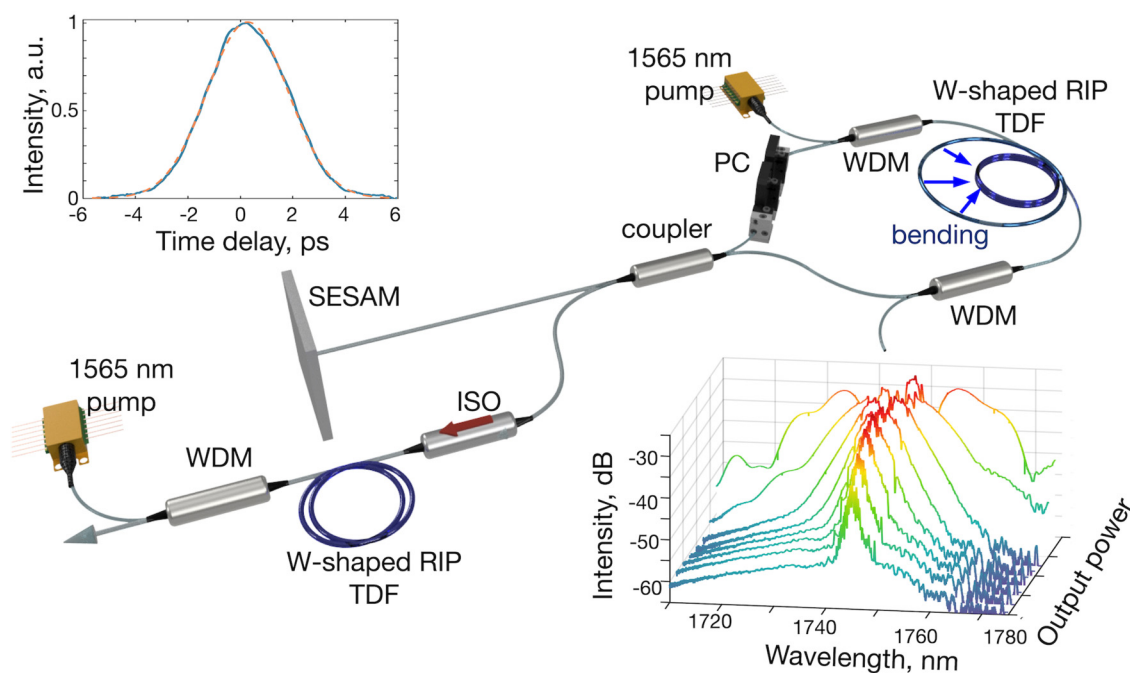 Intensity, a.u.
1
0.5
0
-6 -4 -2 0 2 4 6
Time delay, ps
1565 nm
pump
W-shaped RIP
TDF
PC
WDM
bending
coupler
WDM
SESAM
1565 nm
pump
ISO
WDM
W-shaped RIP
TDF
Intensity, dB
-30
-40
-50
-60
1720 1740 1760 1780
Wavelength, nm
Output power